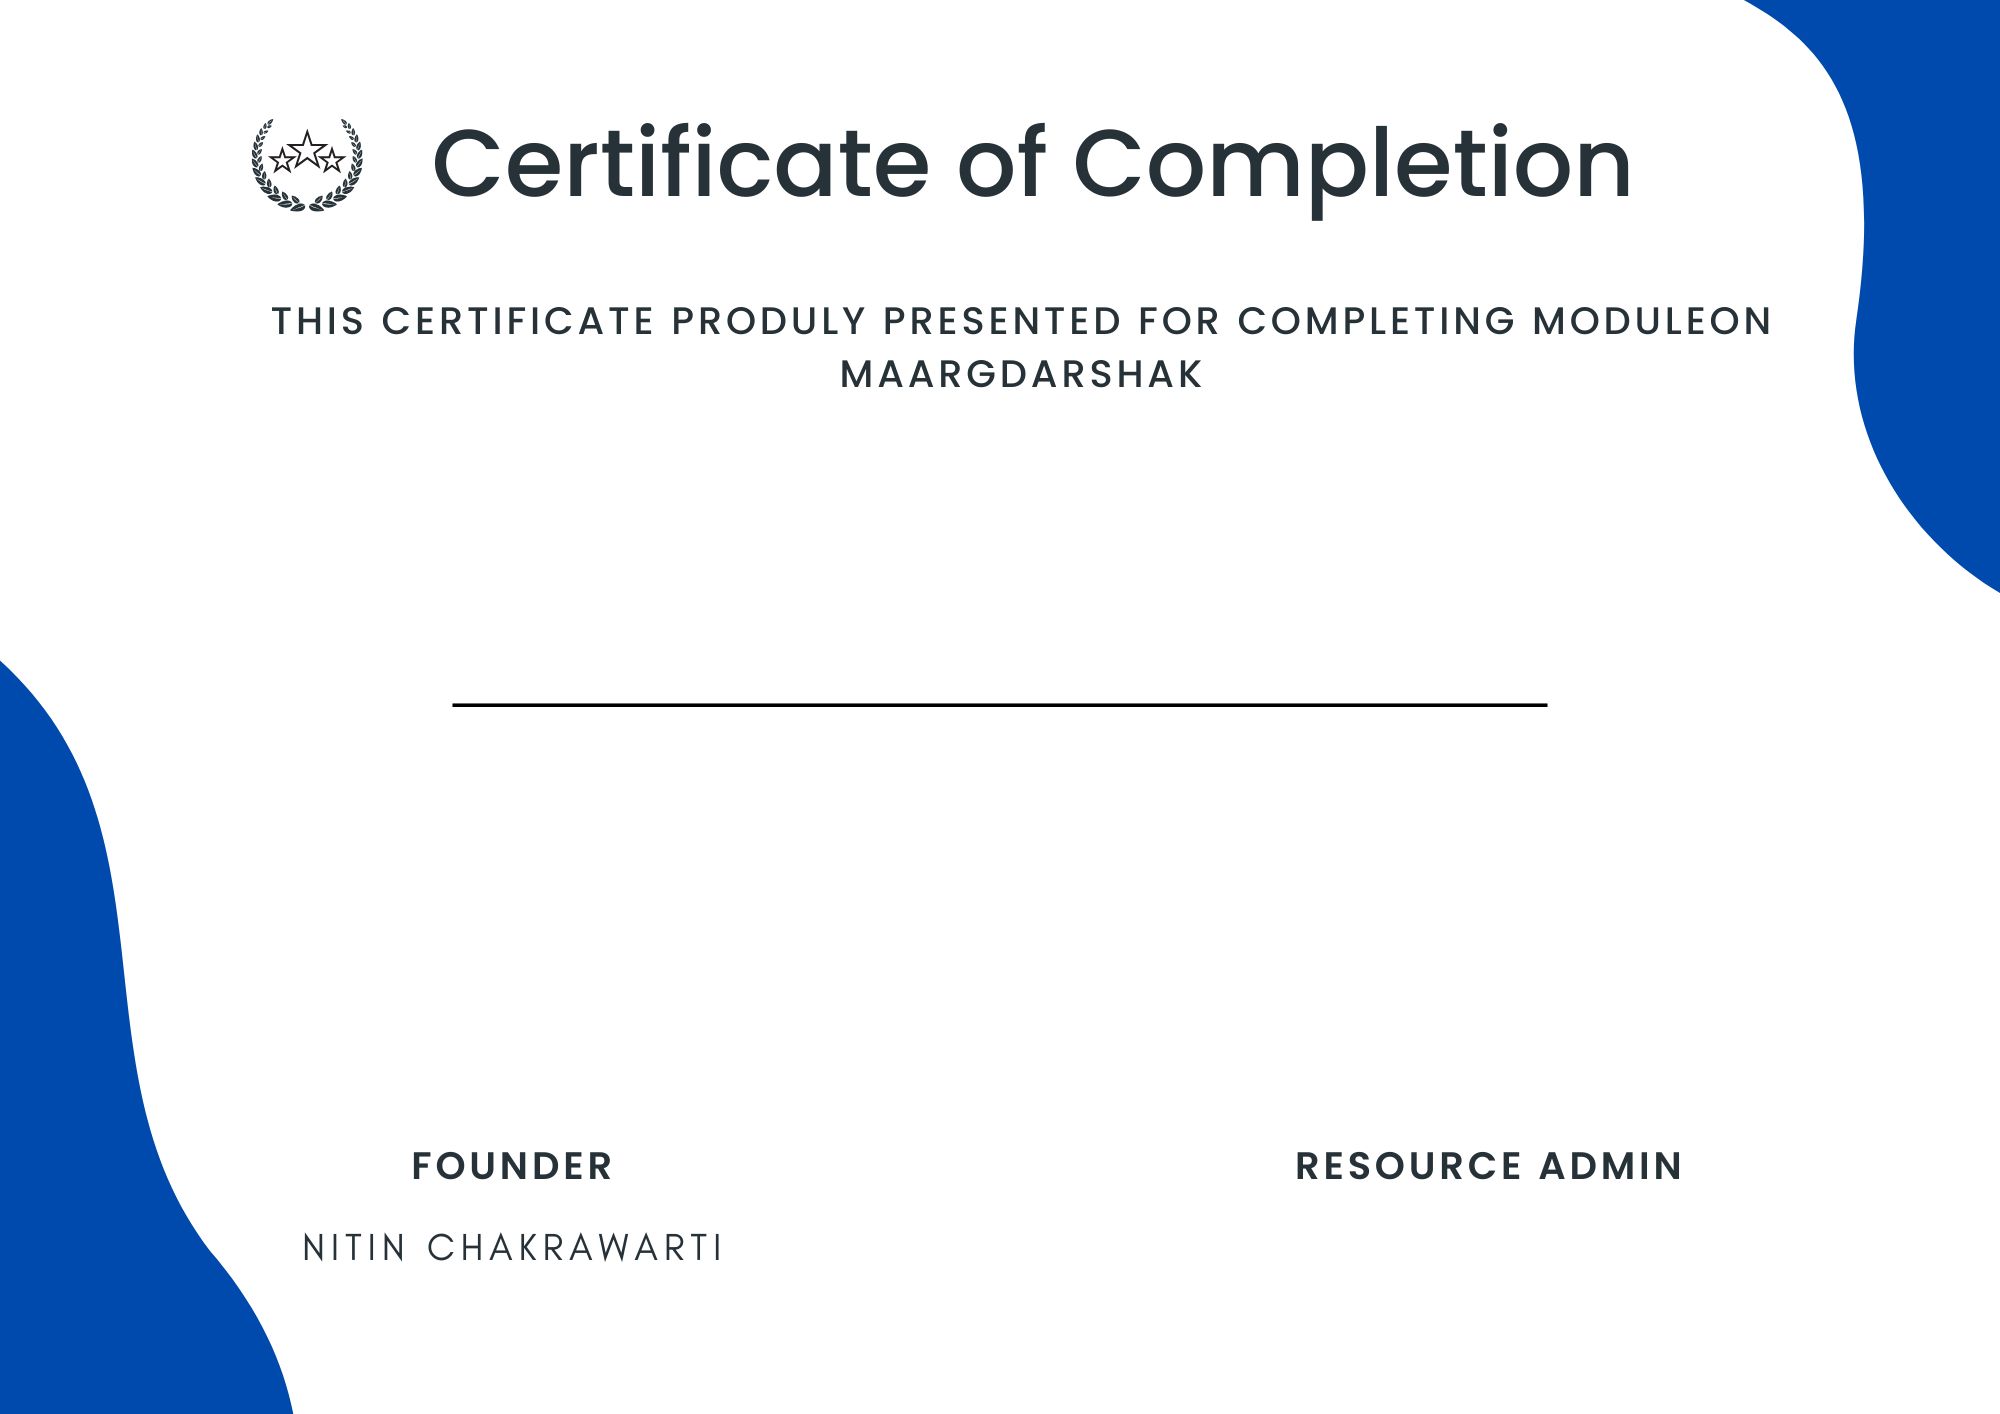 Certificate of Completion
THIS CERTIFICATE PRODULY PRESENTED FOR COMPLETING MODULEON
MAARGDARSHAK
FOUNDER
RESOURCE ADMIN
NITIN CHAKRAWARTI